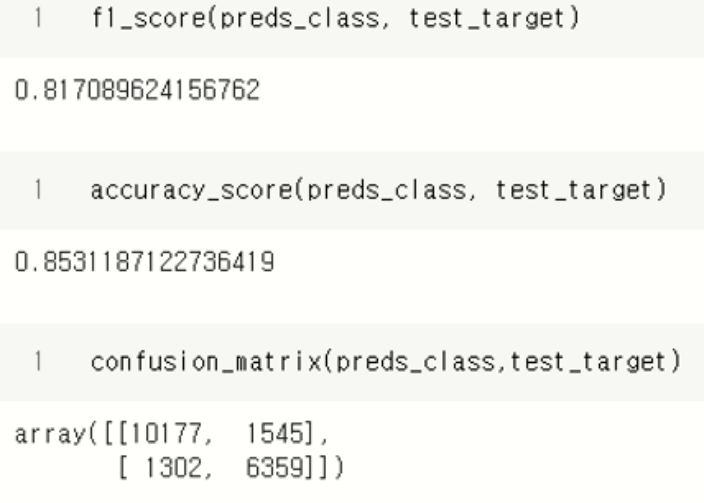 1 f1_score(preds_class, test_target)
0.817089624156762
1 accuracy_score(preds_class, test_target)
0.8531187122736419
1 confusion_matrix(preds_class,test_target)
array([[10177, 1545],
[ 1302, 6359]])